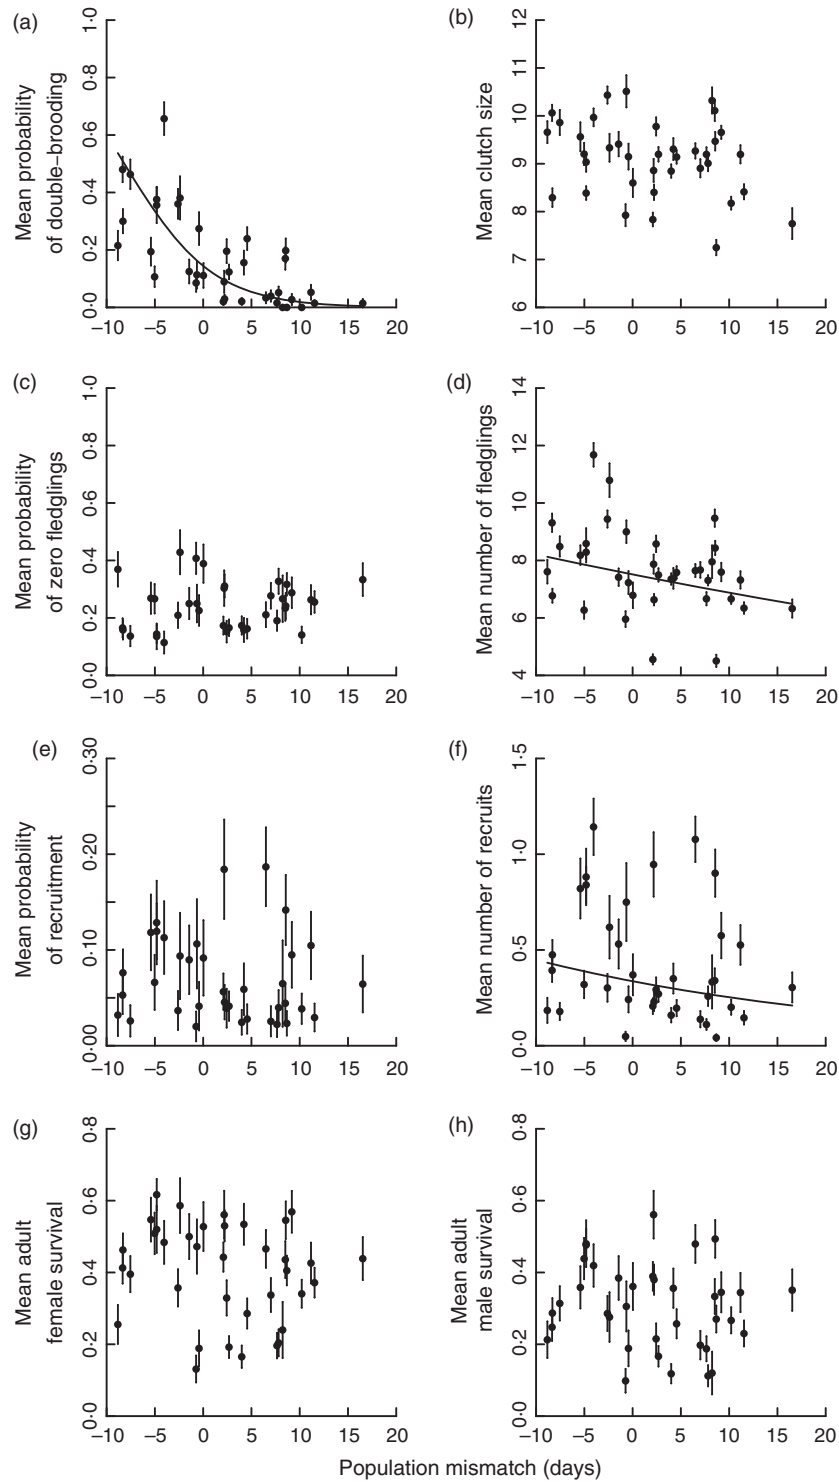 (a)
Mean probability
of double−brooding
0·0 0·2 0·4 0·6 0·8 1·0
−10 −5 0 5 10 15 20
(b)
Mean clutch size
6 7 8 9 10 11 12
−10 −5 0 5 10 15 20
(c)
Mean probability
of zero fledglings
0·0 0·2 0·4 0·6 0·8 1·0
−10 −5 0 5 10 15 20
(d)
Mean number of fledglings
4 6 8 10 12 14
−10 −5 0 5 10 15 20
(e)
Mean probability
of recruitment
0·00 0·10 0·20 0·30
−10 −5 0 5 10 15 20
(f)
Mean number of recruits
0·0 0·5 1·0 1·5
−10 −5 0 5 10 15 20
(g)
Mean adult
female survival
0·0 0·2 0·4 0·6 0·8
−10 −5 0 5 10 15 20
(h)
Mean adult
male survival
0·0 0·2 0·4 0·6 0·8
−10 −5 0 5 10 15 20
Population mismatch (days)